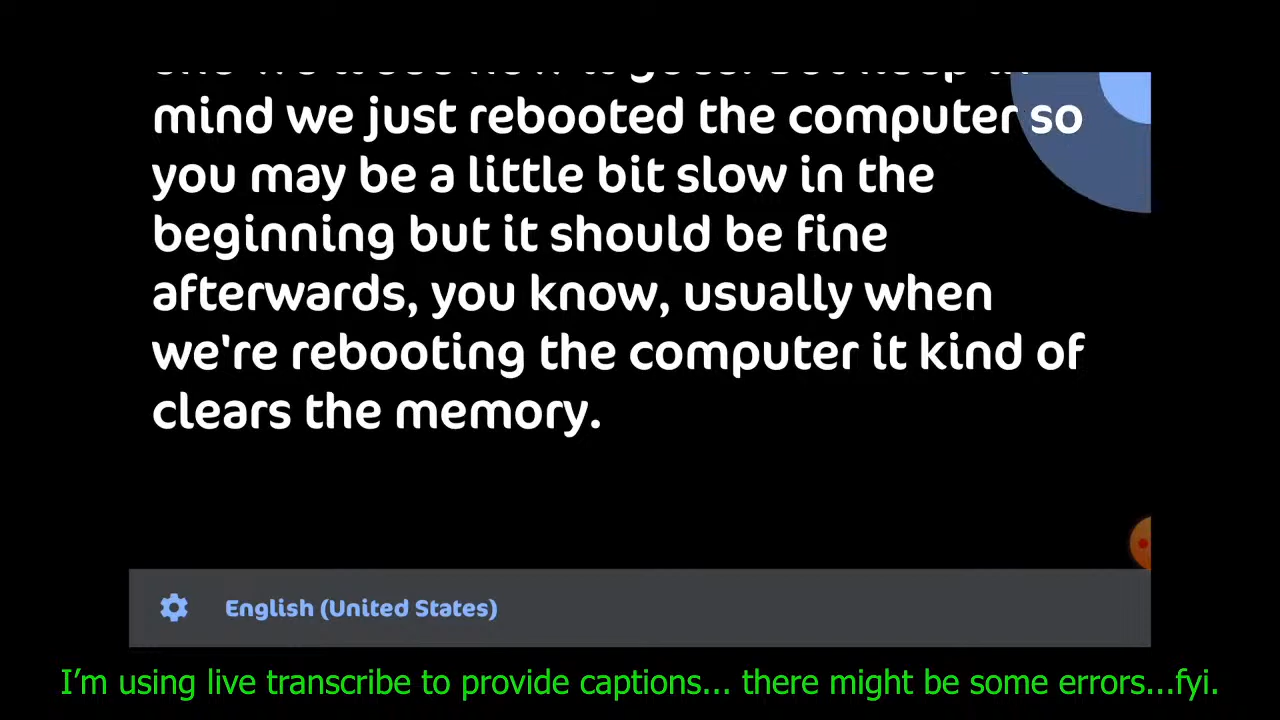 mind we just rebooted the computer so
you may be a little bit slow in the
beginning but it should be fine
afterwards, you know, usually when
we're rebooting the computer it kind of
clears the memory.
English (United States)
I'm using live transcribe to provide captions... there might be some errors...fyi.